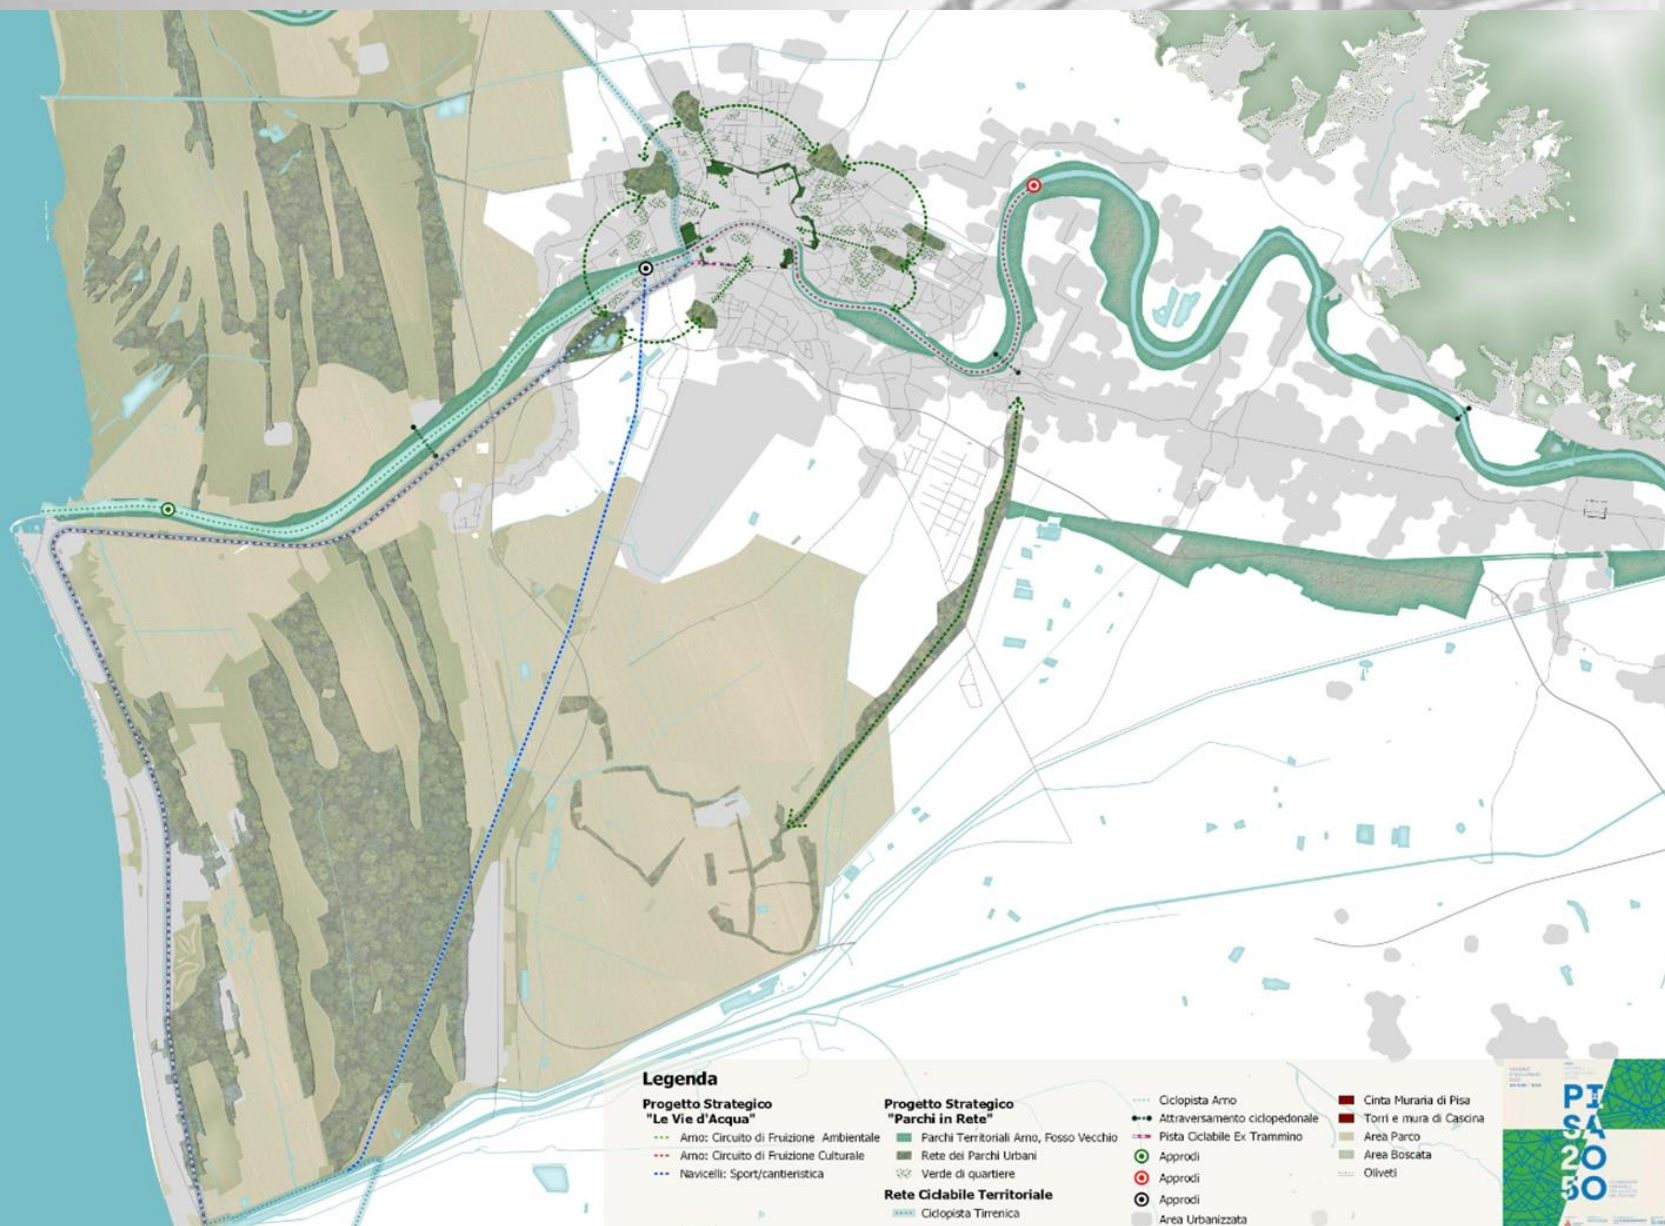 Legenda
Progetto Strategico
"Le Vie d'Acqua"
Arno: Circuito di Fruizione Ambientale
Arno: Circuito di Fruizione Culturale
Navicelli: Sport/cantieristica
Progetto Strategico
"Parchi in Rete"
Parchi Territoriali Arno, Fosso Vecchio
Rete dei Parchi Urbani
Verde di quartiere
Rete Ciclabile Territoriale
Ciclopista Tirrenica
Ciclopista Arno
Attraversamento ciclopedonale
Pista Ciclabile Ex Trammino
Approdi
Approdi
Approdi
Area Urbanizzata
Cinta Muraria di Pisa
Torri e mura di Cascina
Area Parco
Area Boscata
Oliveti
PI
SA
20
50